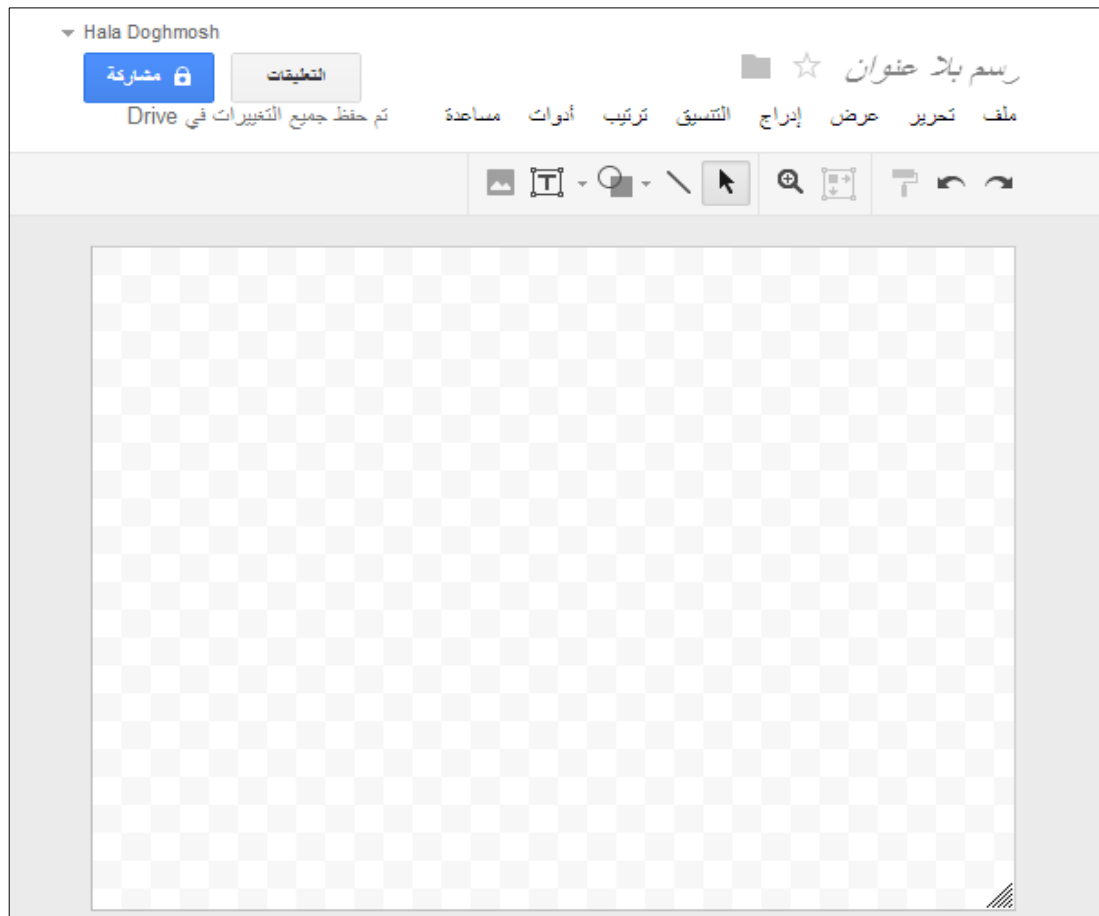 Hala Doghmosh
رسم بلا عنوان
التعليقات
مشاركة
ملف تحرير عرض إدراج التنسيق ترتيب أدوات مساعدة
تم حفظ جميع التغييرات في Drive
T